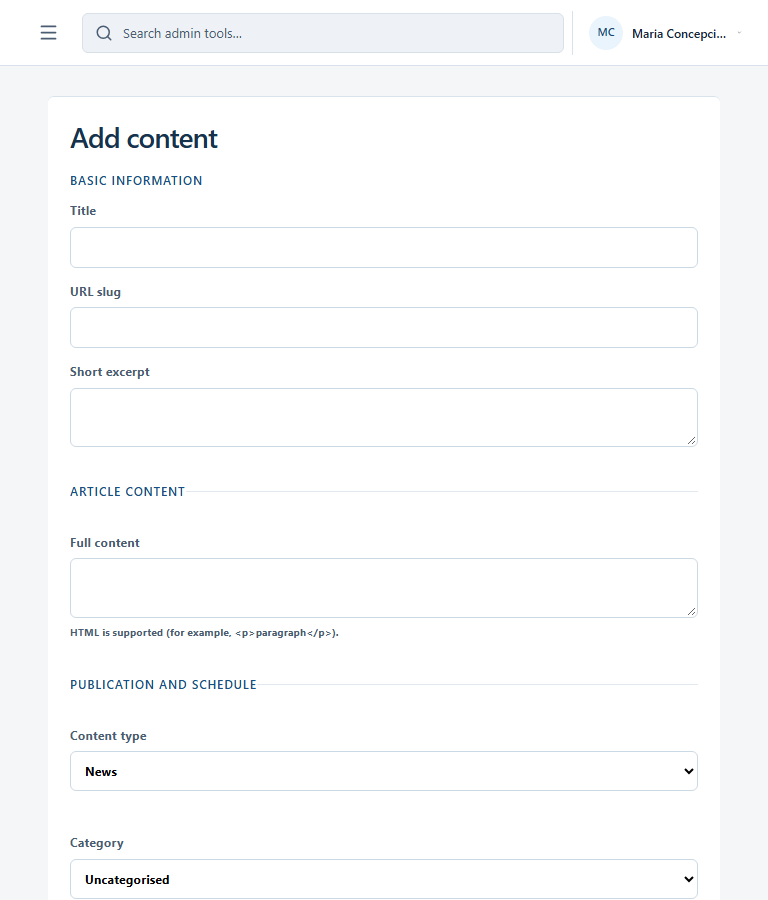 Search admin tools...
MC
Maria Concepci...
Add content
BASIC INFORMATION
Title
URL slug
Short excerpt
ARTICLE CONTENT
Full content
HTML is supported (for example, <p>paragraph</p>).
PUBLICATION AND SCHEDULE
Content type
News
Category
Uncategorised